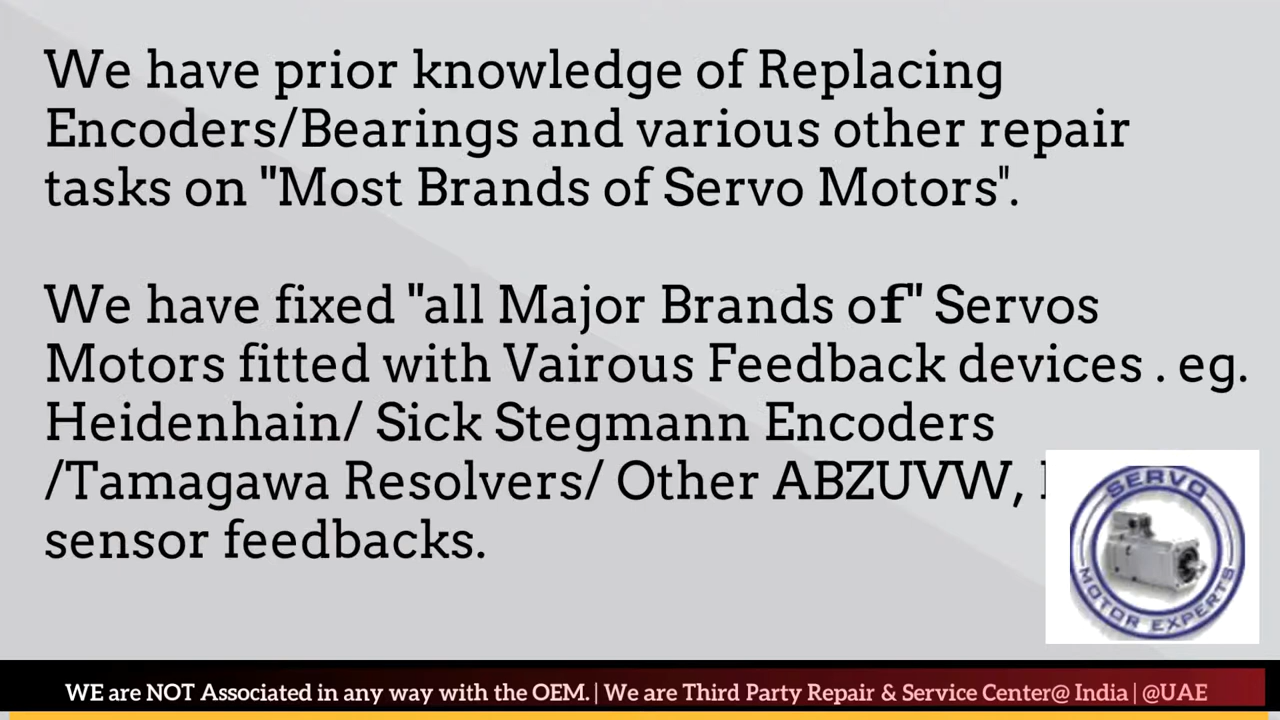 We have prior knowledge of Replacing
Encoders/Bearings and various other repair
tasks on "Most Brands of Servo Motors".
We have fixed "all Major Brands of" Servos
Motors fitted with Vairous Feedback devices . eg.
Heidenhain/ Sick Stegmann Encoders
/Tamagawa Resolvers/ Other ABZUVW,
sensor feedbacks.
SERVO
MOTOR EXPERTS
WE are NOT Associated in any way with the OEM. | We are Third Party Repair & Service Center@ India | @UAE